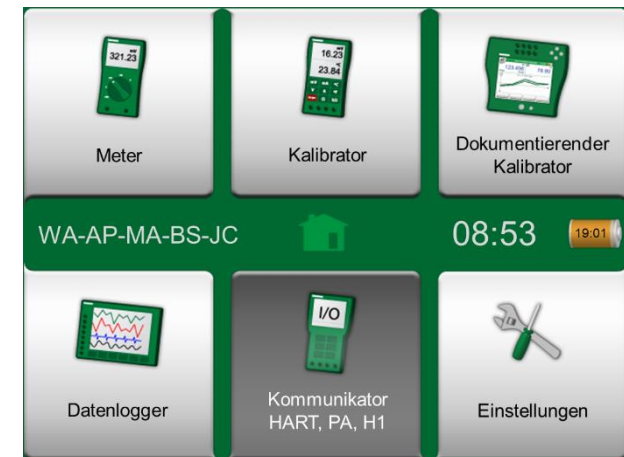 321.23
Meter
16.23
23.84
Kalibrator
Dokumentierender
Kalibrator
WA-AP-MA-BS-JC
08:53
19:01
Datenlogger
I/O
Kommunikator
HART, PA, H1
Einstellungen